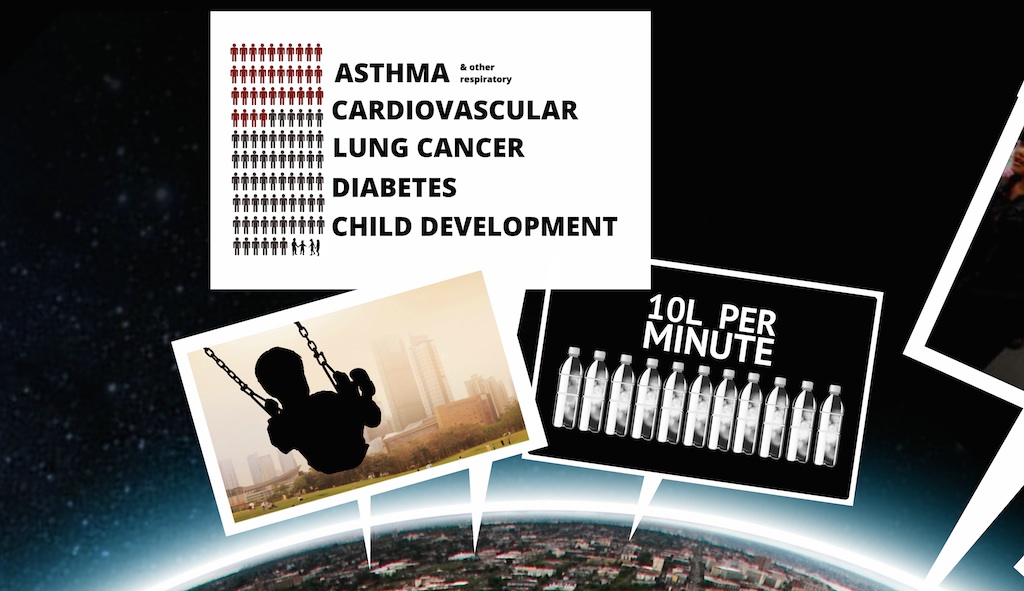 ASTHMA & other
respiratory
CARDIOVASCULAR
LUNG CANCER
DIABETES
CHILD DEVELOPMENT
10L PER
MINUTE